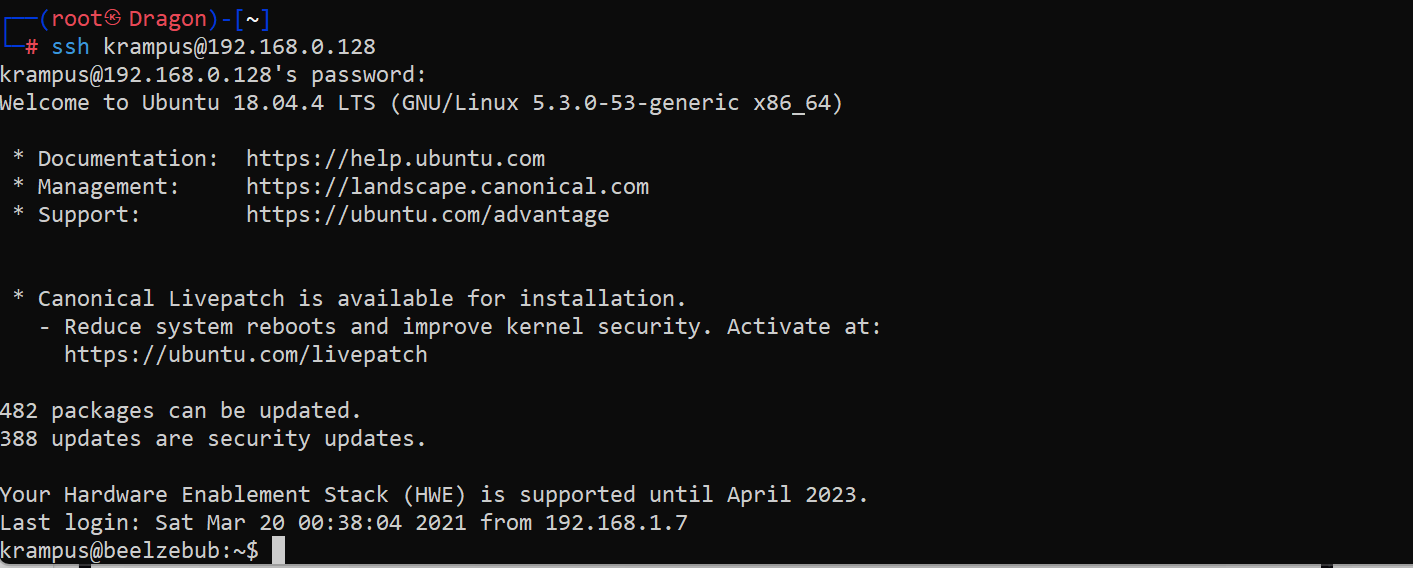 ┌──(root㉿Dragon)-[~]
└─# ssh krampus@192.168.0.128
krampus@192.168.0.128's password:
Welcome to Ubuntu 18.04.4 LTS (GNU/Linux 5.3.0-53-generic x86_64)

 * Documentation:  https://help.ubuntu.com
 * Management:     https://landscape.canonical.com
 * Support:        https://ubuntu.com/advantage


 * Canonical Livepatch is available for installation.
   - Reduce system reboots and improve kernel security. Activate at:
     https://ubuntu.com/livepatch

482 packages can be updated.
388 updates are security updates.

Your Hardware Enablement Stack (HWE) is supported until April 2023.
Last login: Sat Mar 20 00:38:04 2021 from 192.168.1.7
krampus@beelzebub:~$